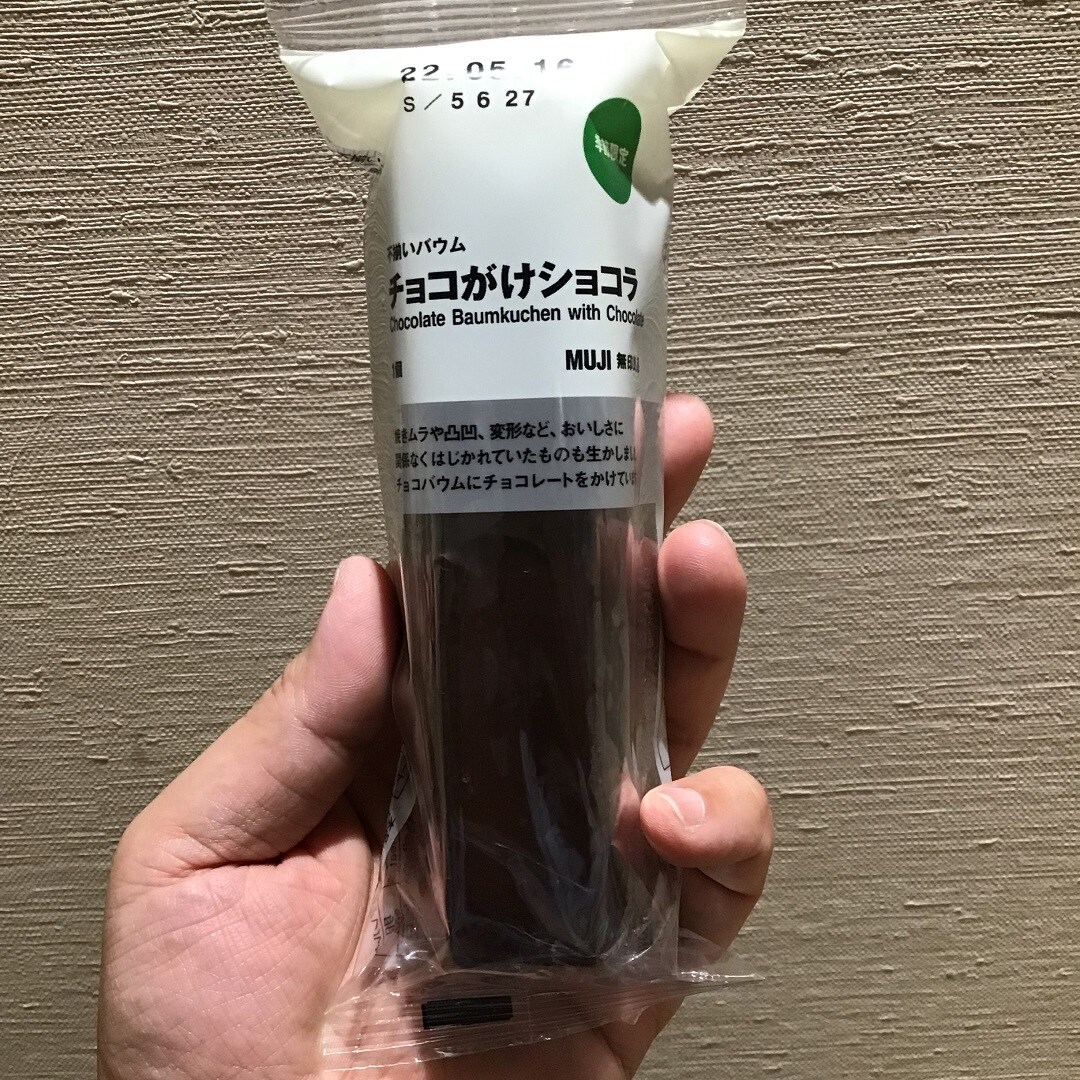 22.05.16
S/5627
限定
不揃いバウム
チョコがけショコラ
Chocolate Baumkuchen with Chocolate
1個
MUJI 無印良品
焼きムラや凸凹、変形など、おいしさに
関係なくはじかれていたものも生かしました
チョコバウムにチョコレートをかけています